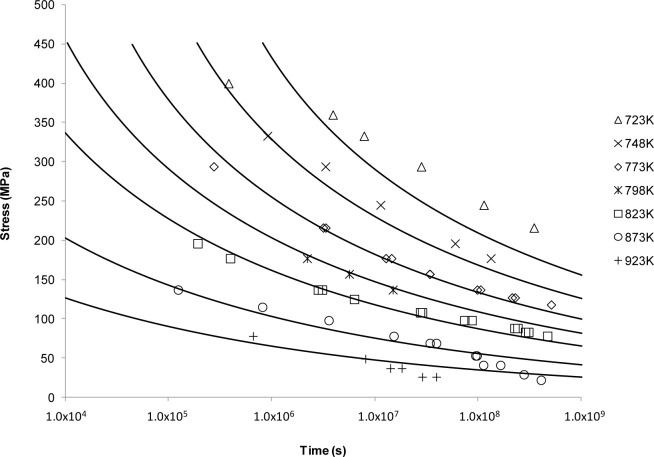 500
450
400
350
300
250
200
150
100
50
0
Stress (MPa)
1.0x10⁴ 1.0x10⁵ 1.0x10⁶ 1.0x10⁷ 1.0x10⁸ 1.0x10⁹
Time (s)
723K
748K
773K
798K
823K
873K
923K